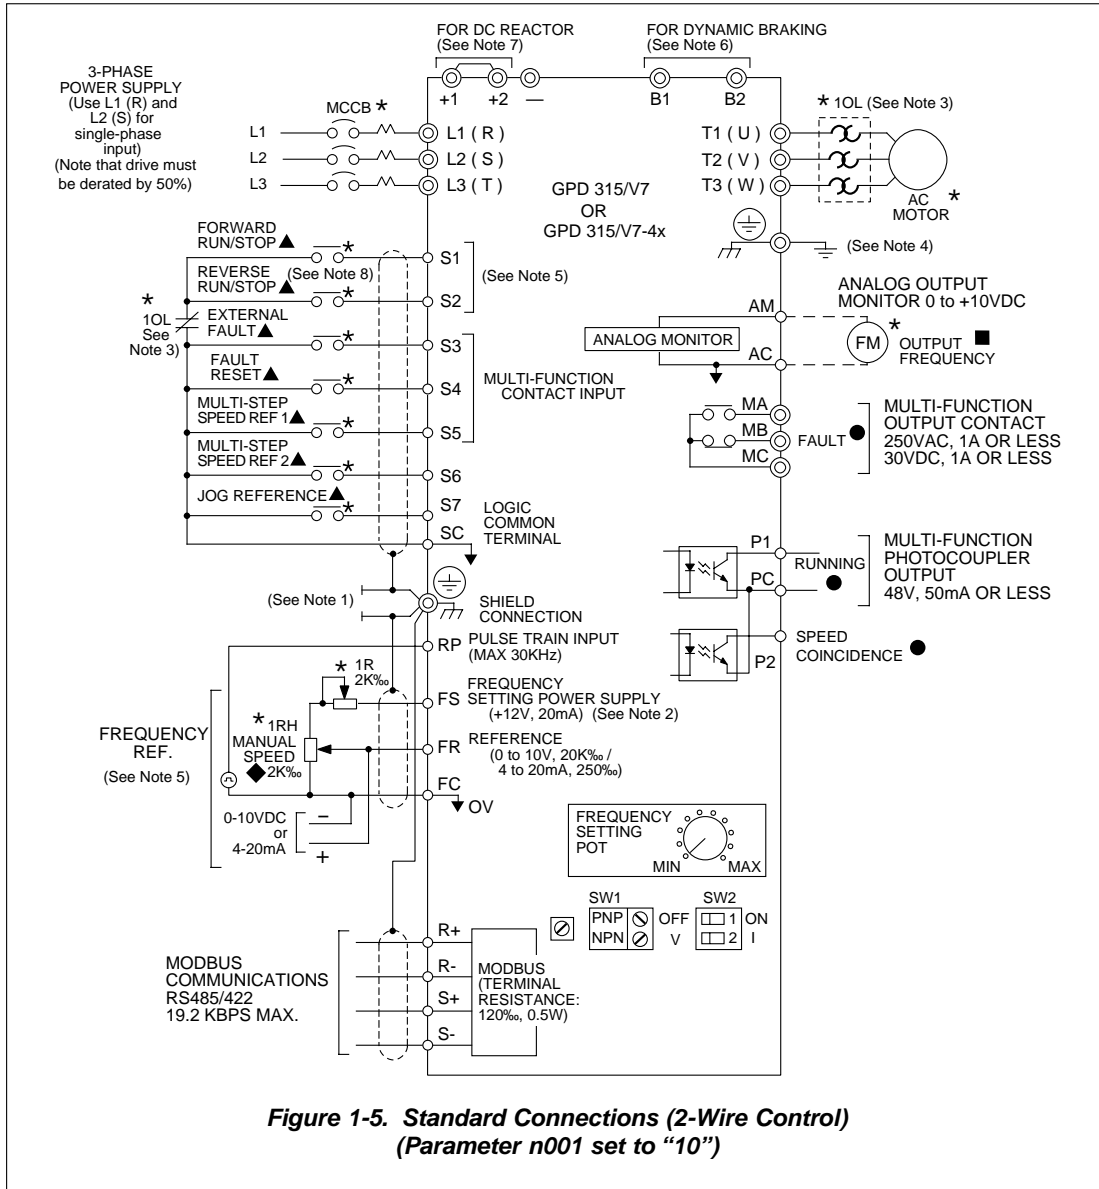 FOR DC REACTOR
(See Note 7)
FOR DYNAMIC BRAKING
(See Note 6)
+1
+2
—
B1
B2
3-PHASE
POWER SUPPLY
(Use L1 (R) and
L2 (S) for
single-phase
input)
(Note that drive must
be derated by 50%)
MCCB *
L1
L2
L3
L1 ( R )
L2 ( S )
L3 ( T )
GPD 315/V7
OR
GPD 315/V7-4x
T1 ( U )
T2 ( V )
T3 ( W )
* 1OL (See Note 3)
AC
MOTOR *
(See Note 4)
FORWARD
RUN/STOP▲
*
(See Note 8)
S1
REVERSE
RUN/STOP▲
*
S2
(See Note 5)
*
1OL
See
Note 3)
EXTERNAL
FAULT▲
*
S3
FAULT
RESET▲
*
S4
MULTI-FUNCTION
CONTACT INPUT
MULTI-STEP
SPEED REF 1▲
*
S5
MULTI-STEP
SPEED REF 2▲
*
S6
JOG REFERENCE▲
*
S7
SC
LOGIC
COMMON
TERMINAL
ANALOG OUTPUT
MONITOR 0 to +10VDC
AM
ANALOG MONITOR
AC
FM
*
OUTPUT ■
FREQUENCY
MA
MB
MC
FAULT ●
MULTI-FUNCTION
OUTPUT CONTACT
250VAC, 1A OR LESS
30VDC, 1A OR LESS
P1
RUNNING
●
PC
MULTI-FUNCTION
PHOTOCOUPLER
OUTPUT
48V, 50mA OR LESS
P2
SPEED
COINCIDENCE ●
(See Note 1)
SHIELD
CONNECTION
RP
PULSE TRAIN INPUT
(MAX 30KHz)
* 1R
2K‰
FS
FREQUENCY
SETTING POWER SUPPLY
(+12V, 20mA) (See Note 2)
FREQUENCY
REF.
(See Note 5)
* 1RH
MANUAL
SPEED
◆2K‰
FR
REFERENCE
(0 to 10V, 20K‰ /
4 to 20mA, 250‰)
FC
OV
0-10VDC
or
4-20mA
−
+
FREQUENCY
SETTING
POT
MIN
MAX
SW1
PNP
NPN
OFF
V
SW2
1
2
ON
I
MODBUS
COMMUNICATIONS
RS485/422
19.2 KBPS MAX.
R+
R-
S+
S-
MODBUS
(TERMINAL
RESISTANCE:
120‰, 0.5W)
Figure 1-5. Standard Connections (2-Wire Control)
(Parameter n001 set to “10”)